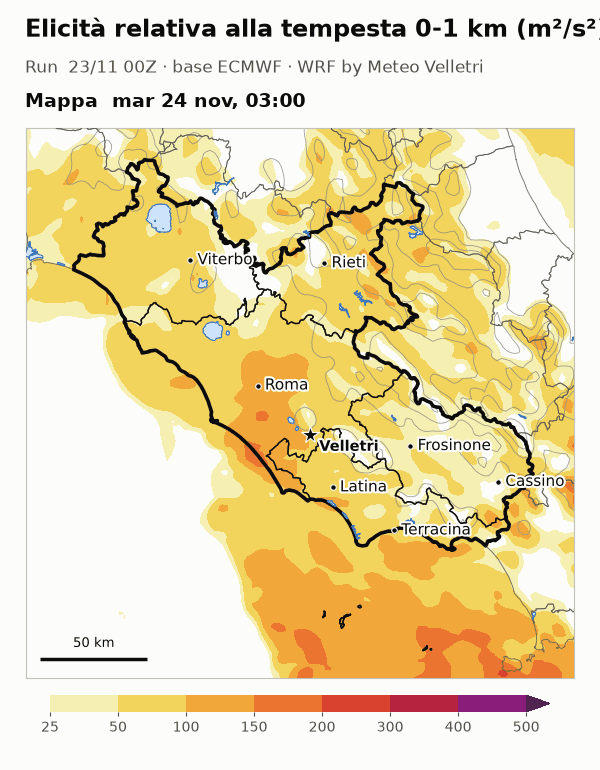 Elicità relativa alla tempesta 0-1 km (m²/s²)
Run  23/11 00Z · base ECMWF · WRF by Meteo Velletri
Mappa  mar 24 nov, 03:00
Viterbo
Rieti
Roma
Velletri
Frosinone
Latina
Cassino
Terracina
50 km
25 50 100 150 200 300 400 500